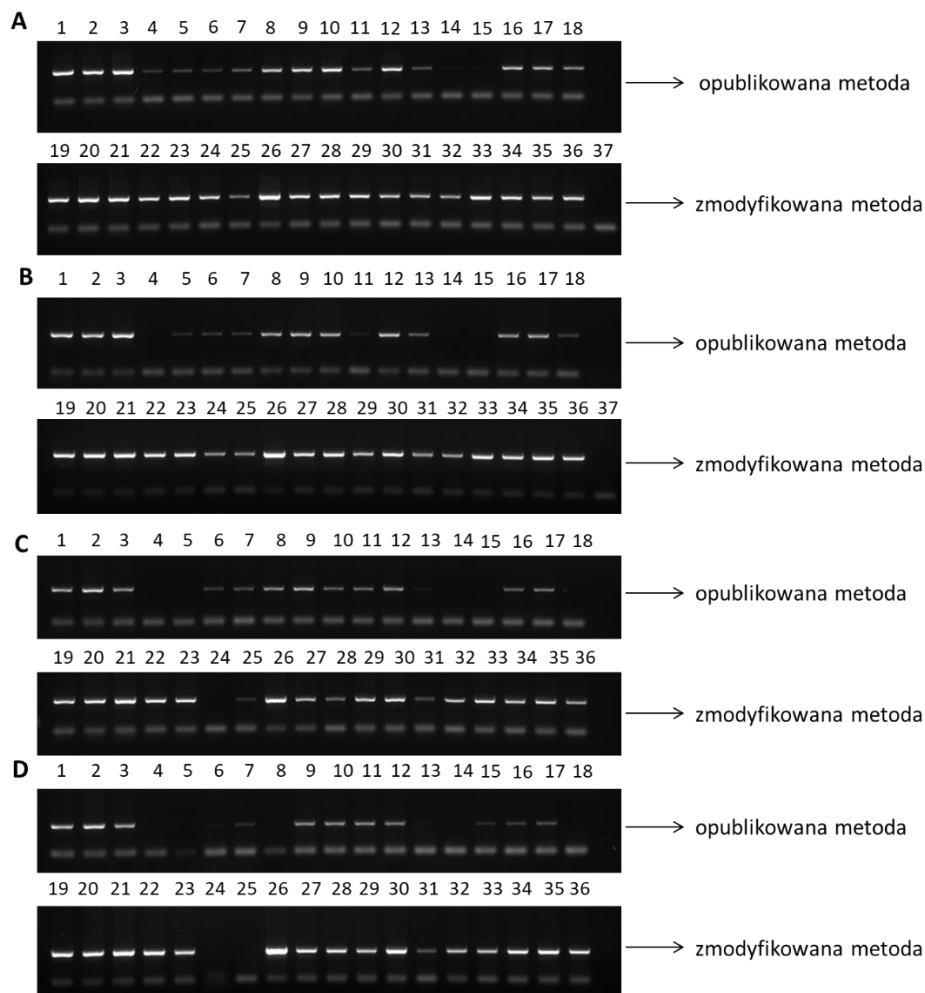 A 1 2 3 4 5 6 7 8 9 10 11 12 13 14 15 16 17 18
opublikowana metoda
19 20 21 22 23 24 25 26 27 28 29 30 31 32 33 34 35 36 37
zmodyfikowana metoda
B 1 2 3 4 5 6 7 8 9 10 11 12 13 14 15 16 17 18
opublikowana metoda
19 20 21 22 23 24 25 26 27 28 29 30 31 32 33 34 35 36 37
zmodyfikowana metoda
C 1 2 3 4 5 6 7 8 9 10 11 12 13 14 15 16 17 18
opublikowana metoda
19 20 21 22 23 24 25 26 27 28 29 30 31 32 33 34 35 36
zmodyfikowana metoda
D 1 2 3 4 5 6 7 8 9 10 11 12 13 14 15 16 17 18
opublikowana metoda
19 20 21 22 23 24 25 26 27 28 29 30 31 32 33 34 35 36
zmodyfikowana metoda